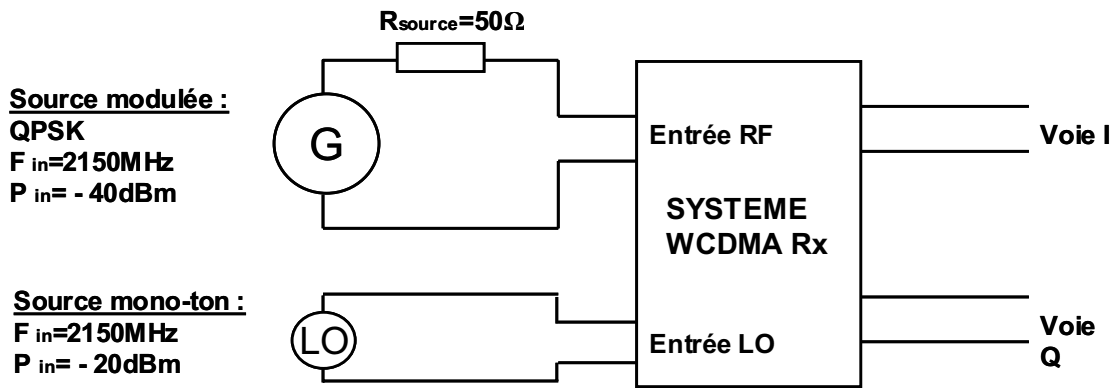 Rsource=50Ω
Source modulée :
QPSK
F in=2150MHz
P in= - 40dBm
G
Entrée RF
Voie I
SYSTEME
WCDMA Rx
Source mono-ton :
F in=2150MHz
P in= - 20dBm
LO
Entrée LO
Voie
Q